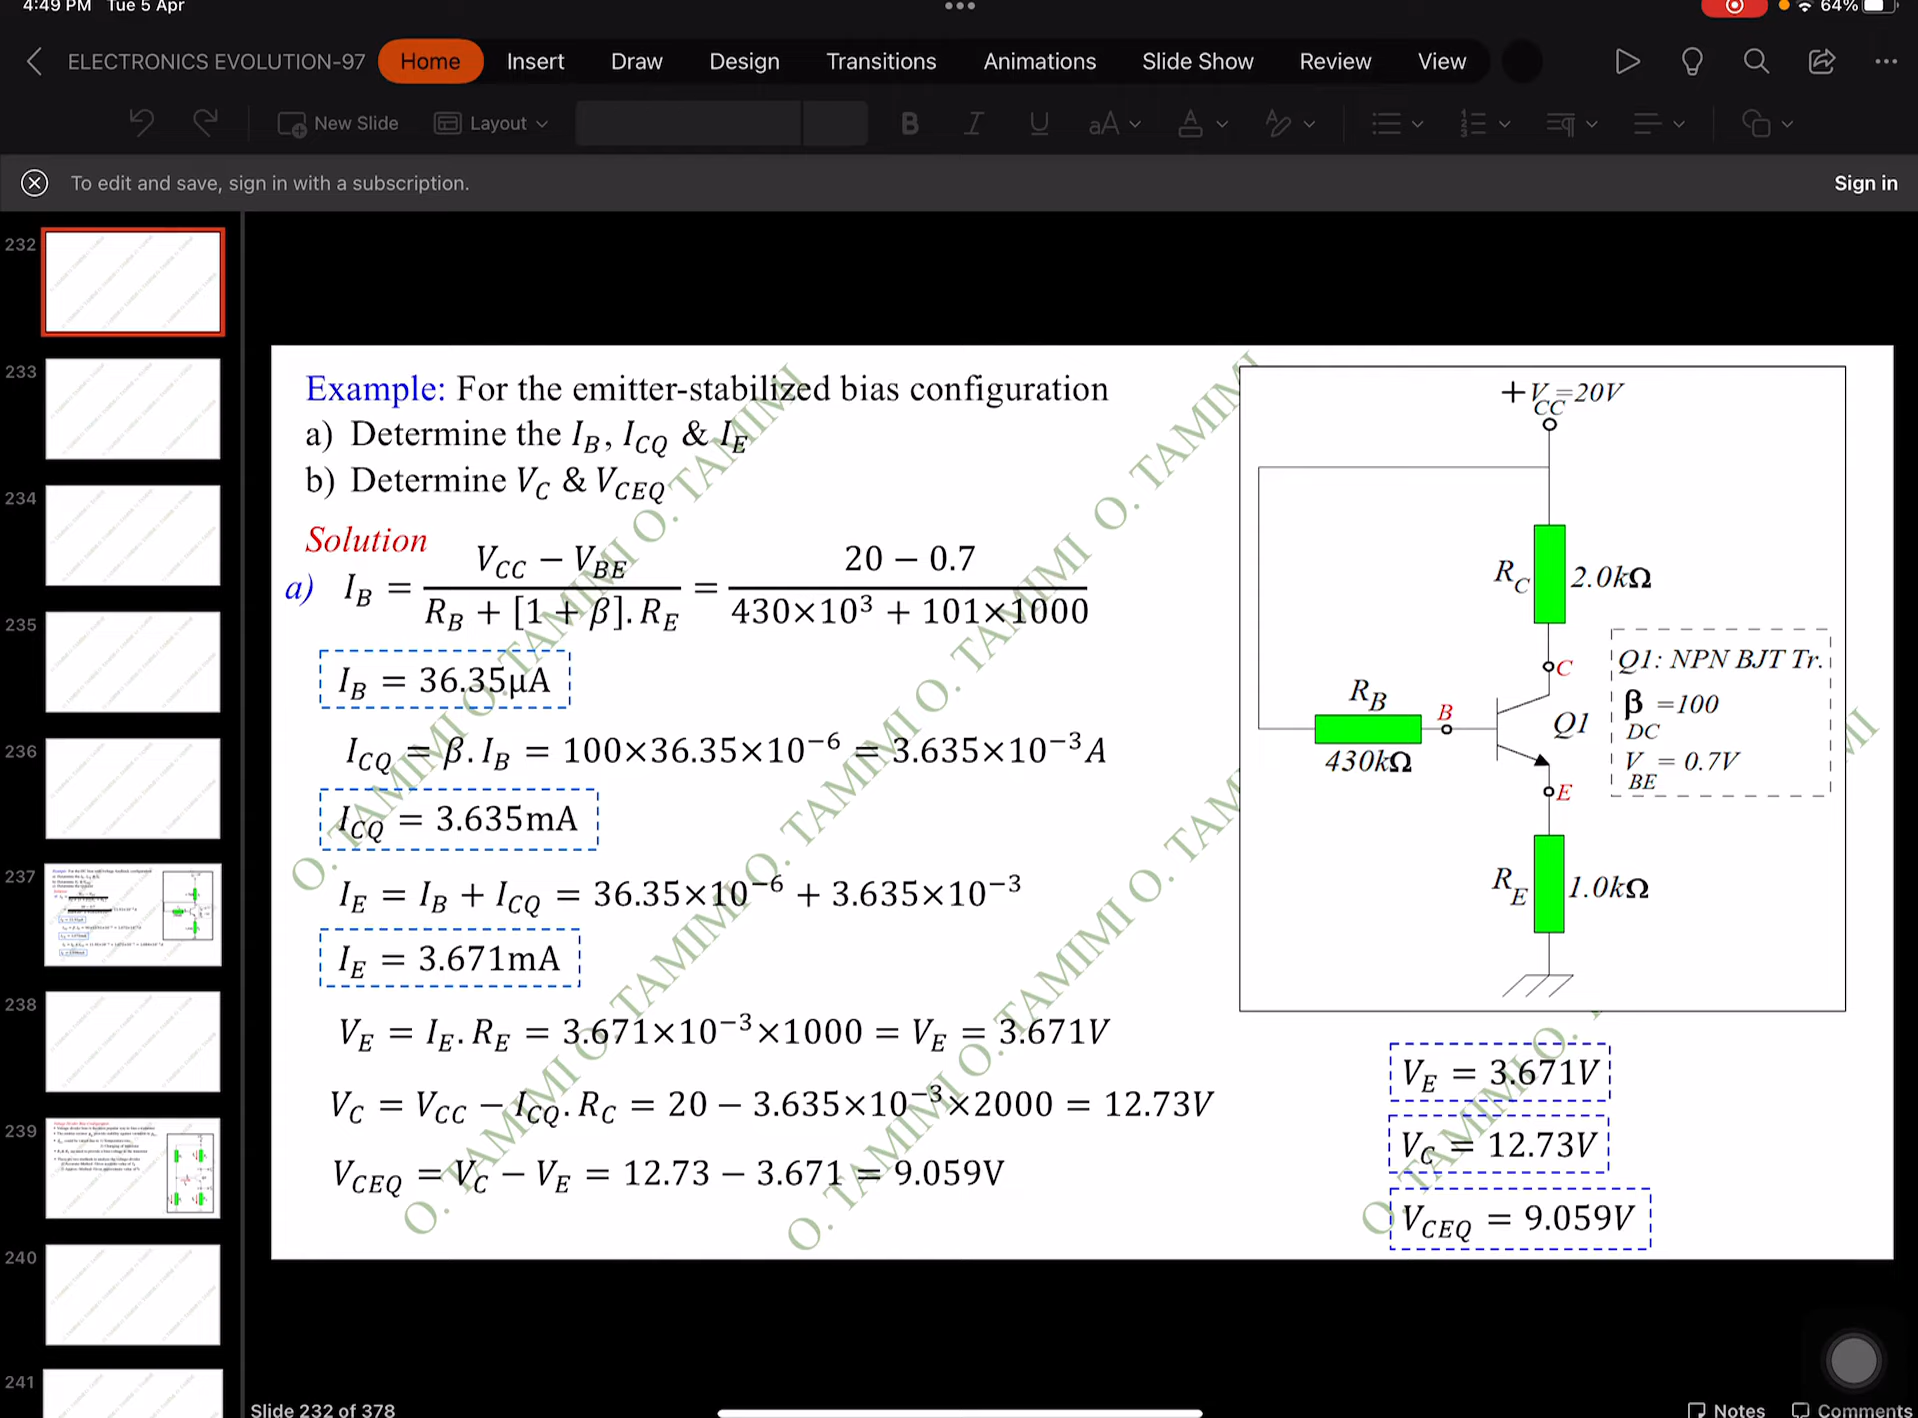 4:49 PM Tue 5 Apr
64%
ELECTRONICS EVOLUTION-97 Home Insert Draw Design Transitions Animations Slide Show Review View
New Slide Layout B I U aA A
To edit and save, sign in with a subscription. Sign in
232
233
234
235
236
237
238
239
240
241
Example: For the emitter-stabilized bias configuration
a) Determine the I_B, I_CQ & I_E
b) Determine V_C & V_CEQ
Solution
a) I_B = (V_CC − V_BE) / (R_B + [1 + β]. R_E) = (20 − 0.7) / (430×10³ + 101×1000)
I_B = 36.35μA
I_CQ = β. I_B = 100×36.35×10⁻⁶ = 3.635×10⁻³A
I_CQ = 3.635mA
I_E = I_B + I_CQ = 36.35×10⁻⁶ + 3.635×10⁻³
I_E = 3.671mA
V_E = I_E. R_E = 3.671×10⁻³×1000 = V_E = 3.671V
V_C = V_CC − I_CQ. R_C = 20 − 3.635×10⁻³×2000 = 12.73V
V_CEQ = V_C − V_E = 12.73 − 3.671 = 9.059V
+V_CC=20V
R_C 2.0kΩ
C
R_B
430kΩ
B
Q1
E
Q1: NPN BJT Tr.
β_DC =100
V_BE = 0.7V
R_E 1.0kΩ
V_E = 3.671V
V_C = 12.73V
V_CEQ = 9.059V
O. TAMIMI O. TAMIMI O. TAMIMI
Slide 232 of 378
Notes Comments